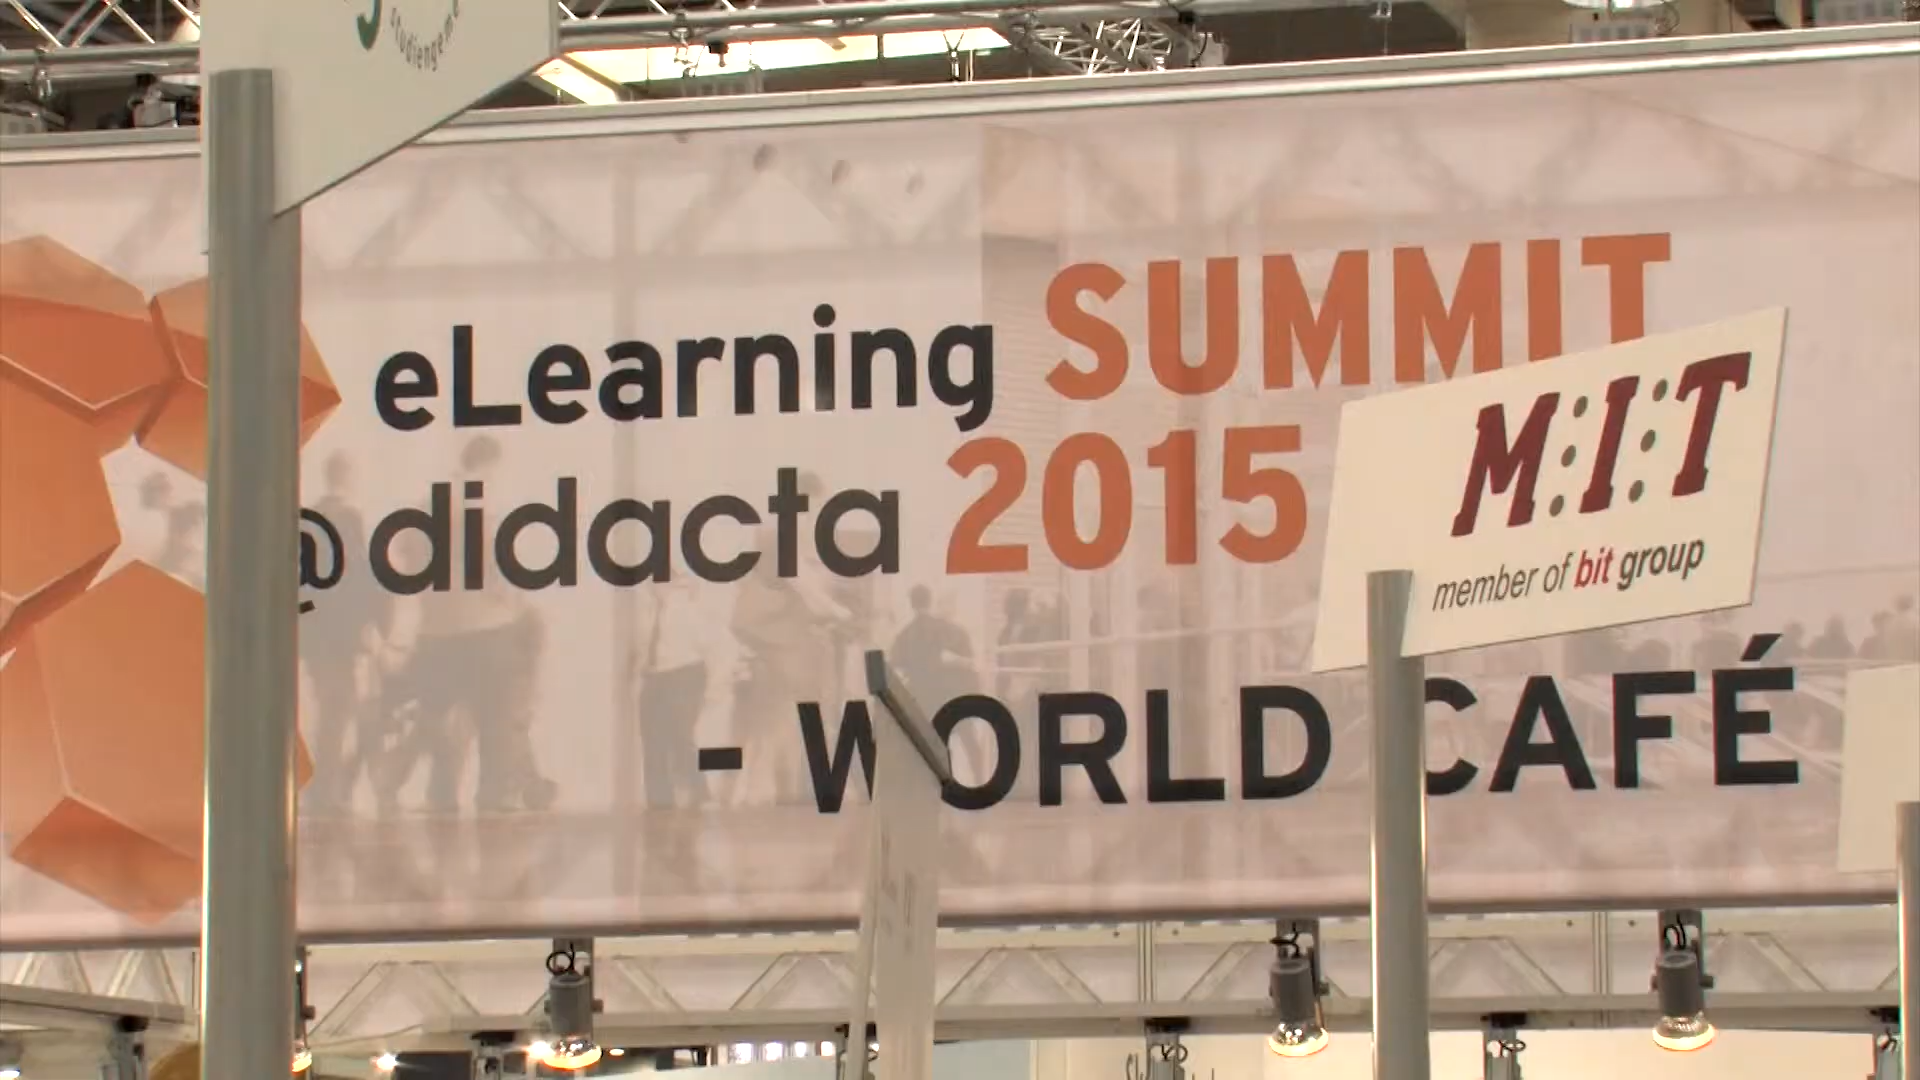 eLearning SUMMIT
@didacta 2015
- WORLD CAFÉ
M:I:T
member of bit group